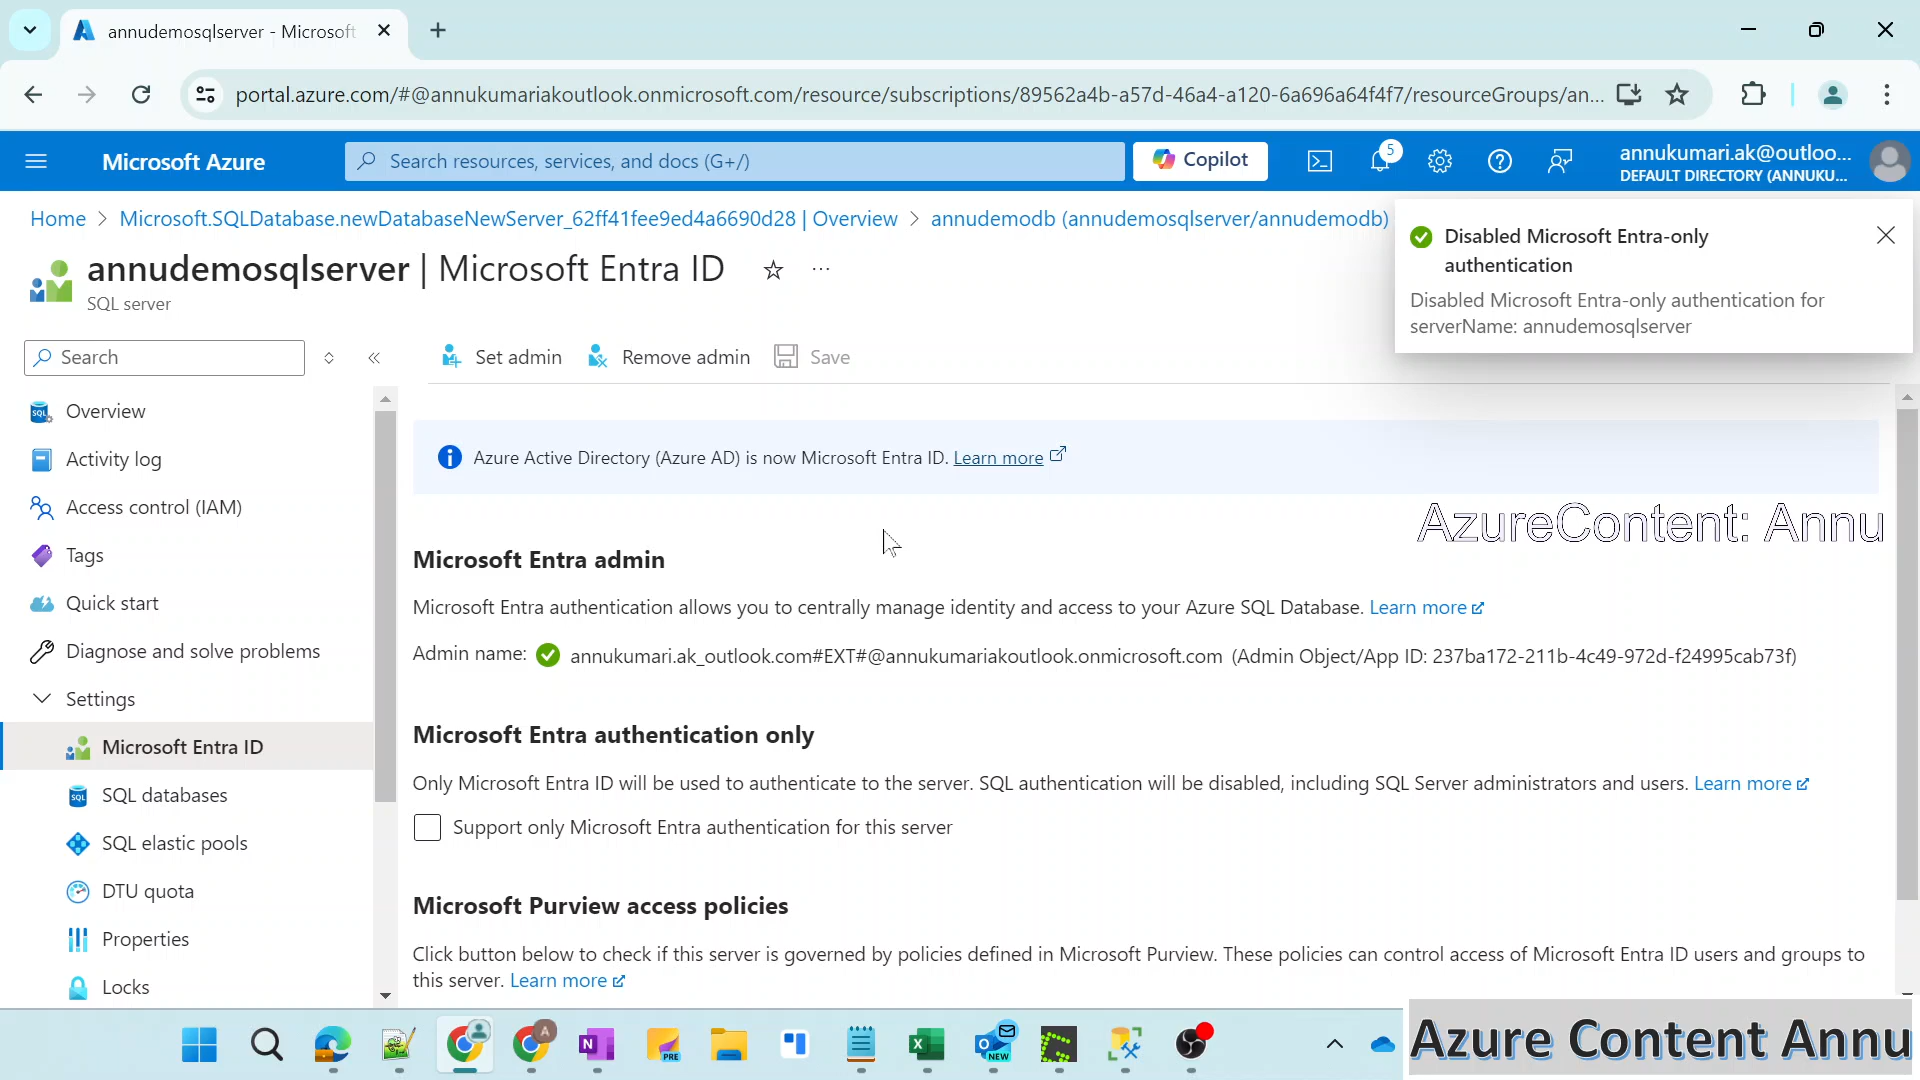 annudemosqlserver - Microsoft
portal.azure.com/#@annukumariakoutlook.onmicrosoft.com/resource/subscriptions/89562a4b-a57d-46a4-a120-6a696a64f4f7/resourceGroups/an...
Microsoft Azure
Search resources, services, and docs (G+/)
Copilot
5
annukumari.ak@outloo...
DEFAULT DIRECTORY (ANNUKU...
Home > Microsoft.SQLDatabase.newDatabaseNewServer_62ff41fee9ed4a6690d28 | Overview > annudemodb (annudemosqlserver/annudemodb)
Disabled Microsoft Entra-only
authentication
Disabled Microsoft Entra-only authentication for
serverName: annudemosqlserver
annudemosqlserver | Microsoft Entra ID
SQL server
Search
Set admin
Remove admin
Save
Overview
Activity log
Access control (IAM)
Tags
Quick start
Diagnose and solve problems
Settings
Microsoft Entra ID
SQL databases
SQL elastic pools
DTU quota
Properties
Locks
Azure Active Directory (Azure AD) is now Microsoft Entra ID. Learn more
AzureContent: Annu
Microsoft Entra admin
Microsoft Entra authentication allows you to centrally manage identity and access to your Azure SQL Database. Learn more
Admin name: annukumari.ak_outlook.com#EXT#@annukumariakoutlook.onmicrosoft.com (Admin Object/App ID: 237ba172-211b-4c49-972d-f24995cab73f)
Microsoft Entra authentication only
Only Microsoft Entra ID will be used to authenticate to the server. SQL authentication will be disabled, including SQL Server administrators and users. Learn more
Support only Microsoft Entra authentication for this server
Microsoft Purview access policies
Click button below to check if this server is governed by policies defined in Microsoft Purview. These policies can control access of Microsoft Entra ID users and groups to
this server. Learn more
A
N
PRE
NEW
Azure Content Annu